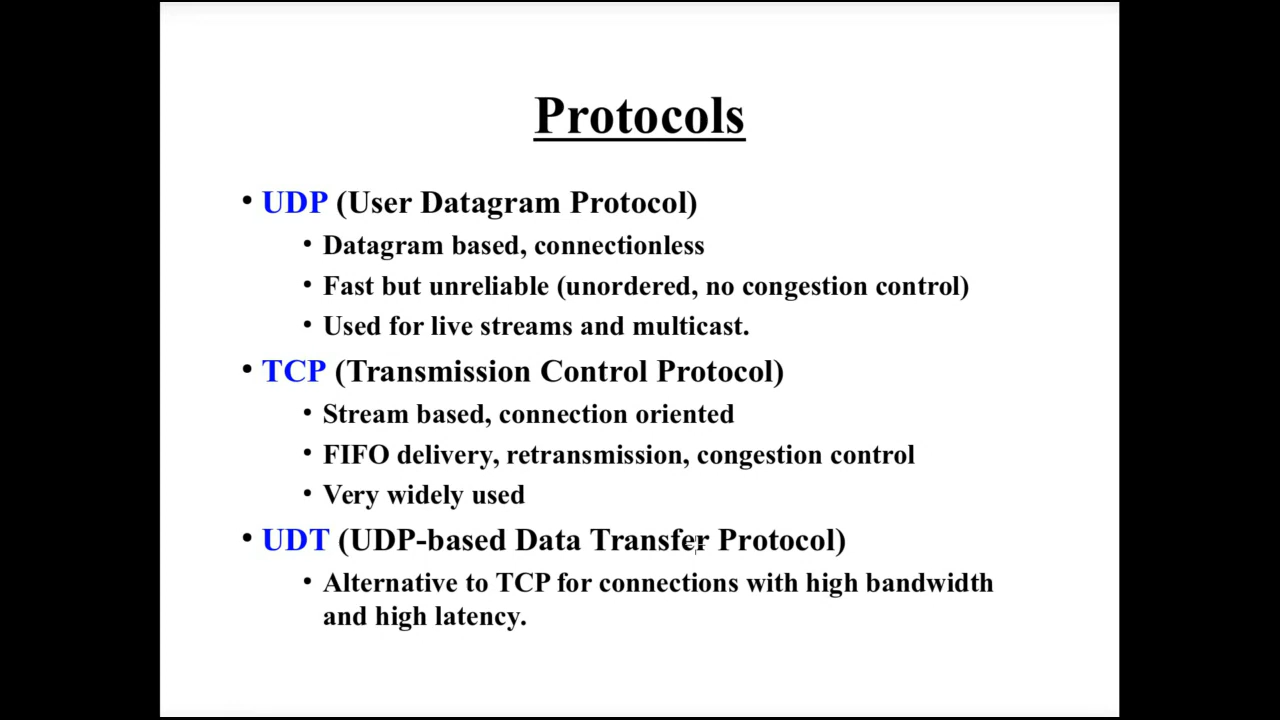 Protocols
• UDP (User Datagram Protocol)
• Datagram based, connectionless
• Fast but unreliable (unordered, no congestion control)
• Used for live streams and multicast.
• TCP (Transmission Control Protocol)
• Stream based, connection oriented
• FIFO delivery, retransmission, congestion control
• Very widely used
• UDT (UDP-based Data Transfer Protocol)
• Alternative to TCP for connections with high bandwidth
and high latency.